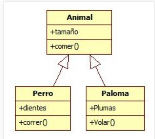 Animal
+tamaño
+comer()
Perro
+dientes
+correr()
Paloma
+Plumas
+Volar()